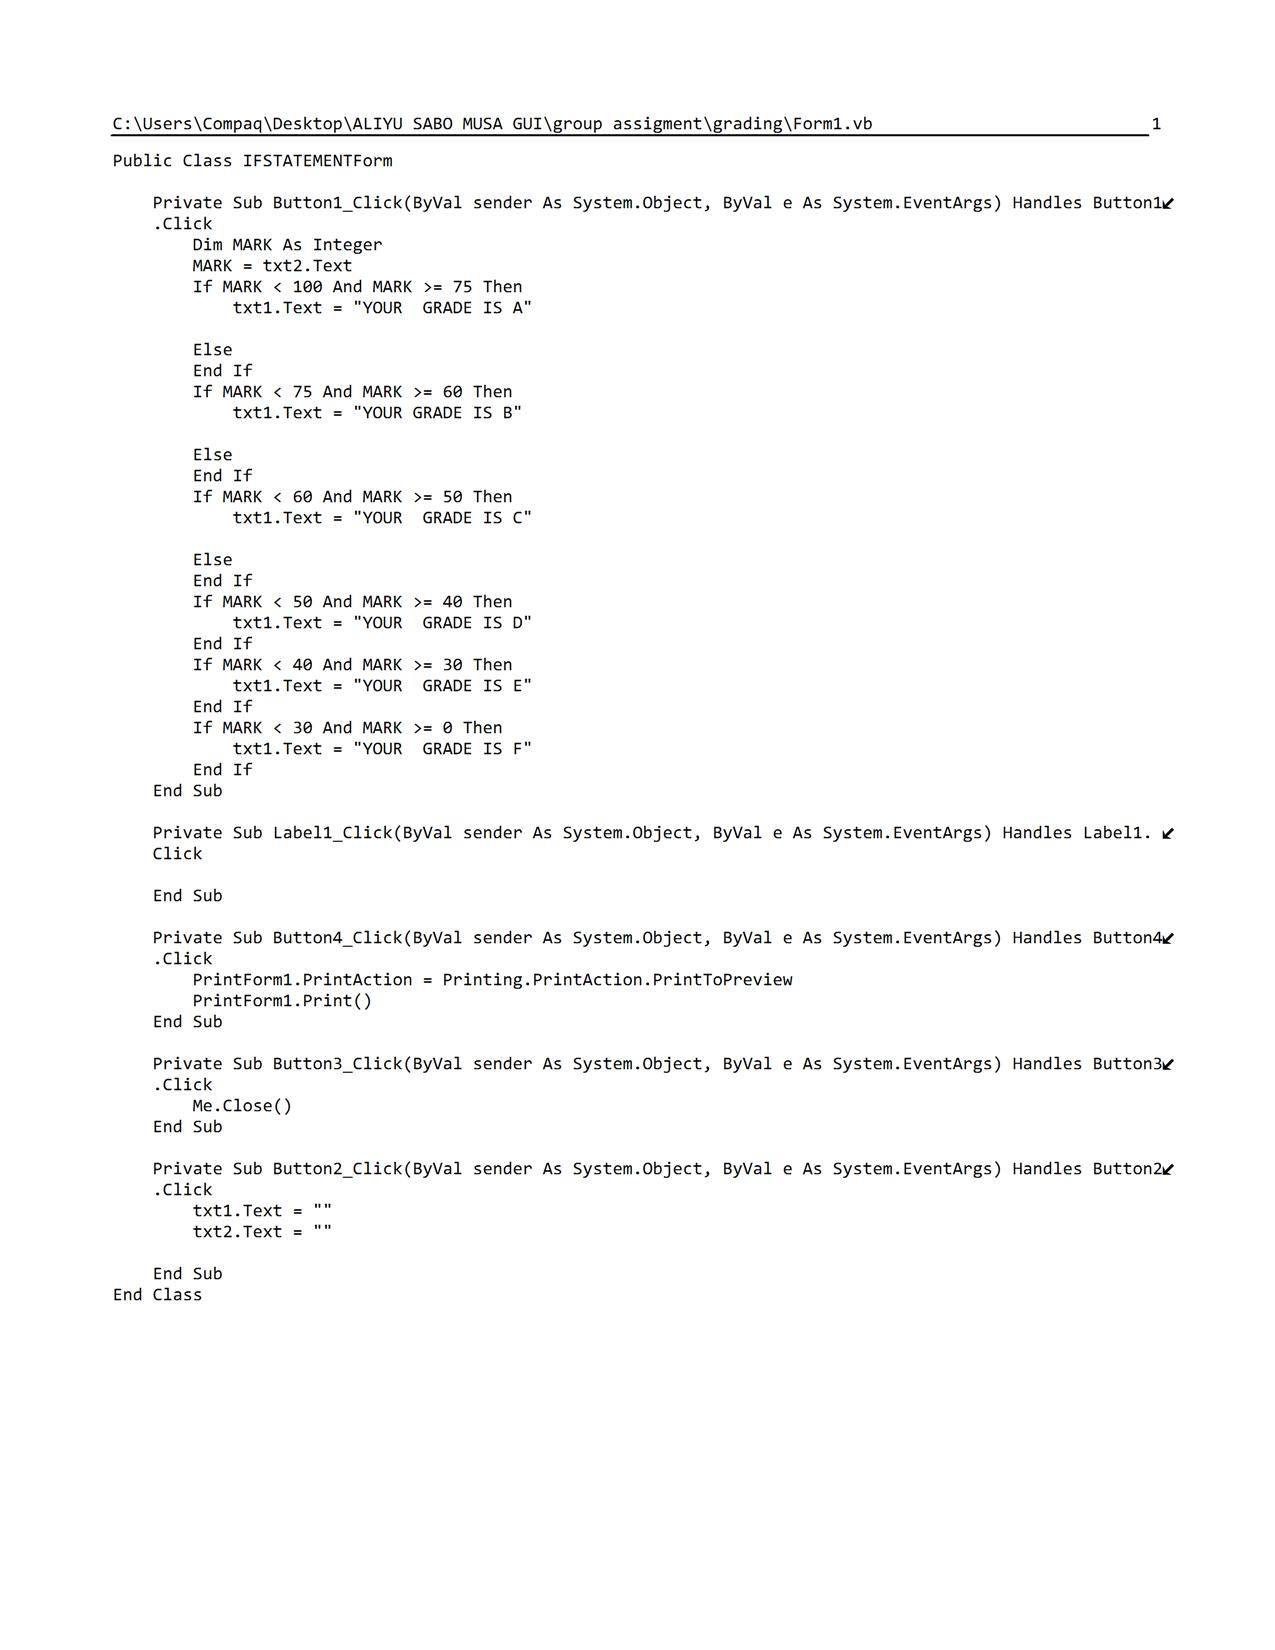 C:\Users\Compaq\Desktop\ALIYU SABO MUSA GUI\group assigment\grading\Form1.vb 1
Public Class IFSTATEMENTForm

    Private Sub Button1_Click(ByVal sender As System.Object, ByVal e As System.EventArgs) Handles Button1↙
    .Click
        Dim MARK As Integer
        MARK = txt2.Text
        If MARK < 100 And MARK >= 75 Then
            txt1.Text = "YOUR  GRADE IS A"

        Else
        End If
        If MARK < 75 And MARK >= 60 Then
            txt1.Text = "YOUR GRADE IS B"

        Else
        End If
        If MARK < 60 And MARK >= 50 Then
            txt1.Text = "YOUR  GRADE IS C"

        Else
        End If
        If MARK < 50 And MARK >= 40 Then
            txt1.Text = "YOUR  GRADE IS D"
        End If
        If MARK < 40 And MARK >= 30 Then
            txt1.Text = "YOUR  GRADE IS E"
        End If
        If MARK < 30 And MARK >= 0 Then
            txt1.Text = "YOUR  GRADE IS F"
        End If
    End Sub

    Private Sub Label1_Click(ByVal sender As System.Object, ByVal e As System.EventArgs) Handles Label1. ↙
    Click

    End Sub

    Private Sub Button4_Click(ByVal sender As System.Object, ByVal e As System.EventArgs) Handles Button4↙
    .Click
        PrintForm1.PrintAction = Printing.PrintAction.PrintToPreview
        PrintForm1.Print()
    End Sub

    Private Sub Button3_Click(ByVal sender As System.Object, ByVal e As System.EventArgs) Handles Button3↙
    .Click
        Me.Close()
    End Sub

    Private Sub Button2_Click(ByVal sender As System.Object, ByVal e As System.EventArgs) Handles Button2↙
    .Click
        txt1.Text = ""
        txt2.Text = ""

    End Sub
End Class